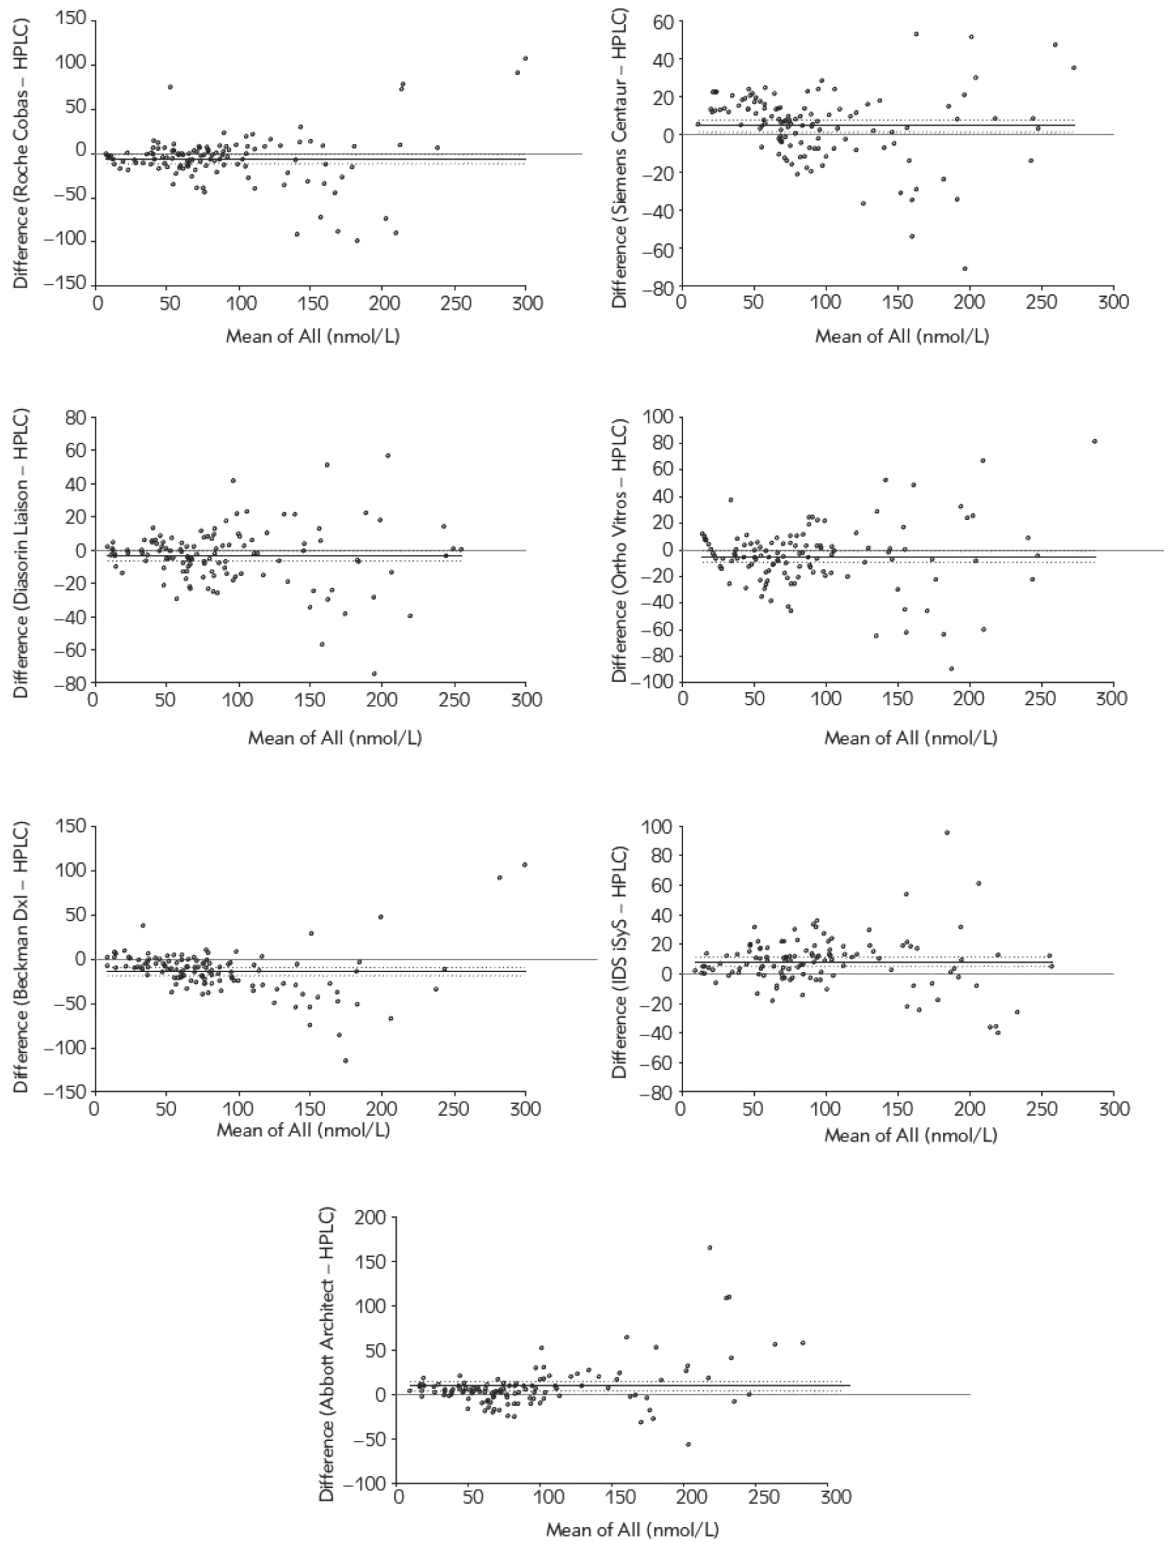 Difference (Roche Cobas – HPLC)
150
100
50
0
−50
−100
−150
0 50 100 150 200 250 300
Mean of All (nmol/L)
Difference (Siemens Centaur – HPLC)
60
40
20
0
−20
−40
−60
−80
0 50 100 150 200 250 300
Mean of All (nmol/L)
Difference (Diasorin Liaison – HPLC)
80
60
40
20
0
−20
−40
−60
−80
0 50 100 150 200 250 300
Mean of All (nmol/L)
Difference (Ortho Vitros – HPLC)
100
80
60
40
20
0
−20
−40
−60
−80
−100
0 50 100 150 200 250 300
Mean of All (nmol/L)
Difference (Beckman DxI – HPLC)
150
100
50
0
−50
−100
−150
0 50 100 150 200 250 300
Mean of All (nmol/L)
Difference (IDS iSyS – HPLC)
100
80
60
40
20
0
−20
−40
−60
−80
0 50 100 150 200 250 300
Mean of All (nmol/L)
Difference (Abbott Architect – HPLC)
200
150
100
50
0
−50
−100
0 50 100 150 200 250 300
Mean of All (nmol/L)